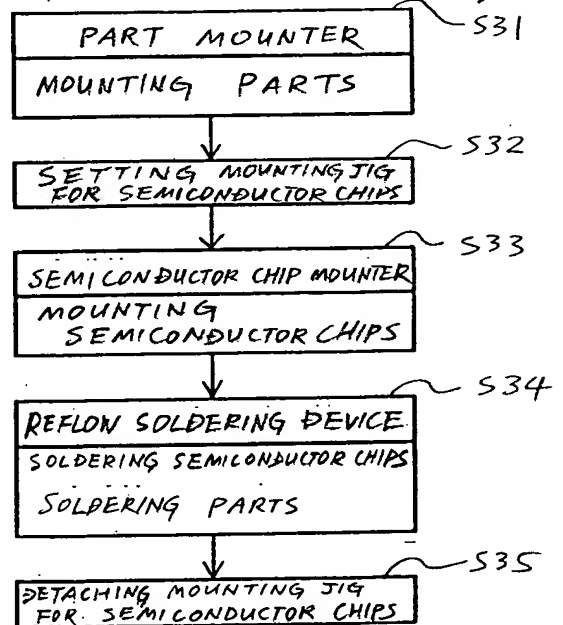 S31
PART MOUNTER
MOUNTING PARTS
S32
SETTING MOUNTING JIG
FOR SEMICONDUCTOR CHIPS
S33
SEMICONDUCTOR CHIP MOUNTER
MOUNTING
SEMICONDUCTOR CHIPS
S34
REFLOW SOLDERING DEVICE
SOLDERING SEMICONDUCTOR CHIPS
SOLDERING PARTS
S35
DETACHING MOUNTING JIG
FOR SEMICONDUCTOR CHIPS